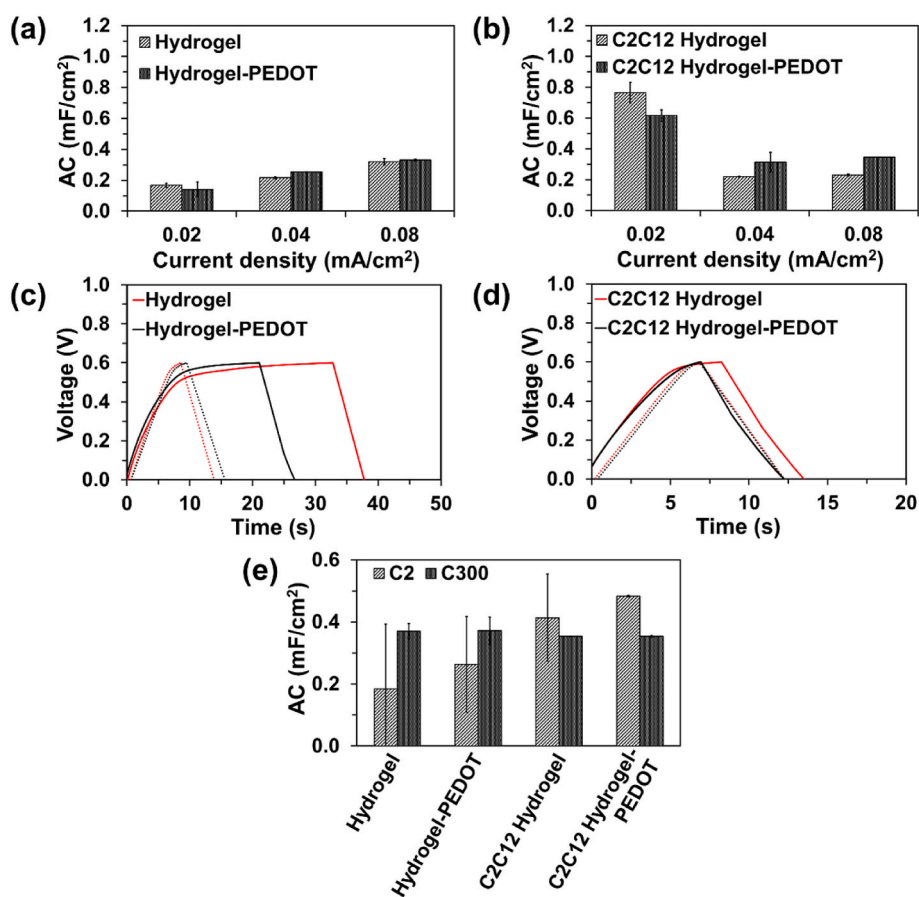 (a)
1.2
1.0
0.8
0.6
0.4
0.2
0.0
AC (mF/cm²)
Hydrogel
Hydrogel-PEDOT
0.02 0.04 0.08
Current density (mA/cm²)
(b)
1.2
1.0
0.8
0.6
0.4
0.2
0.0
AC (mF/cm²)
C2C12 Hydrogel
C2C12 Hydrogel-PEDOT
0.02 0.04 0.08
Current density (mA/cm²)
(c)
1.0
0.8
0.6
0.4
0.2
0.0
Voltage (V)
Hydrogel
Hydrogel-PEDOT
0 10 20 30 40 50
Time (s)
(d)
1.0
0.8
0.6
0.4
0.2
0.0
Voltage (V)
C2C12 Hydrogel
C2C12 Hydrogel-PEDOT
0 5 10 15 20
Time (s)
(e)
0.6
0.4
0.2
0.0
AC (mF/cm²)
C2 C300
Hydrogel
Hydrogel-PEDOT
C2C12 Hydrogel
C2C12 Hydrogel-
PEDOT